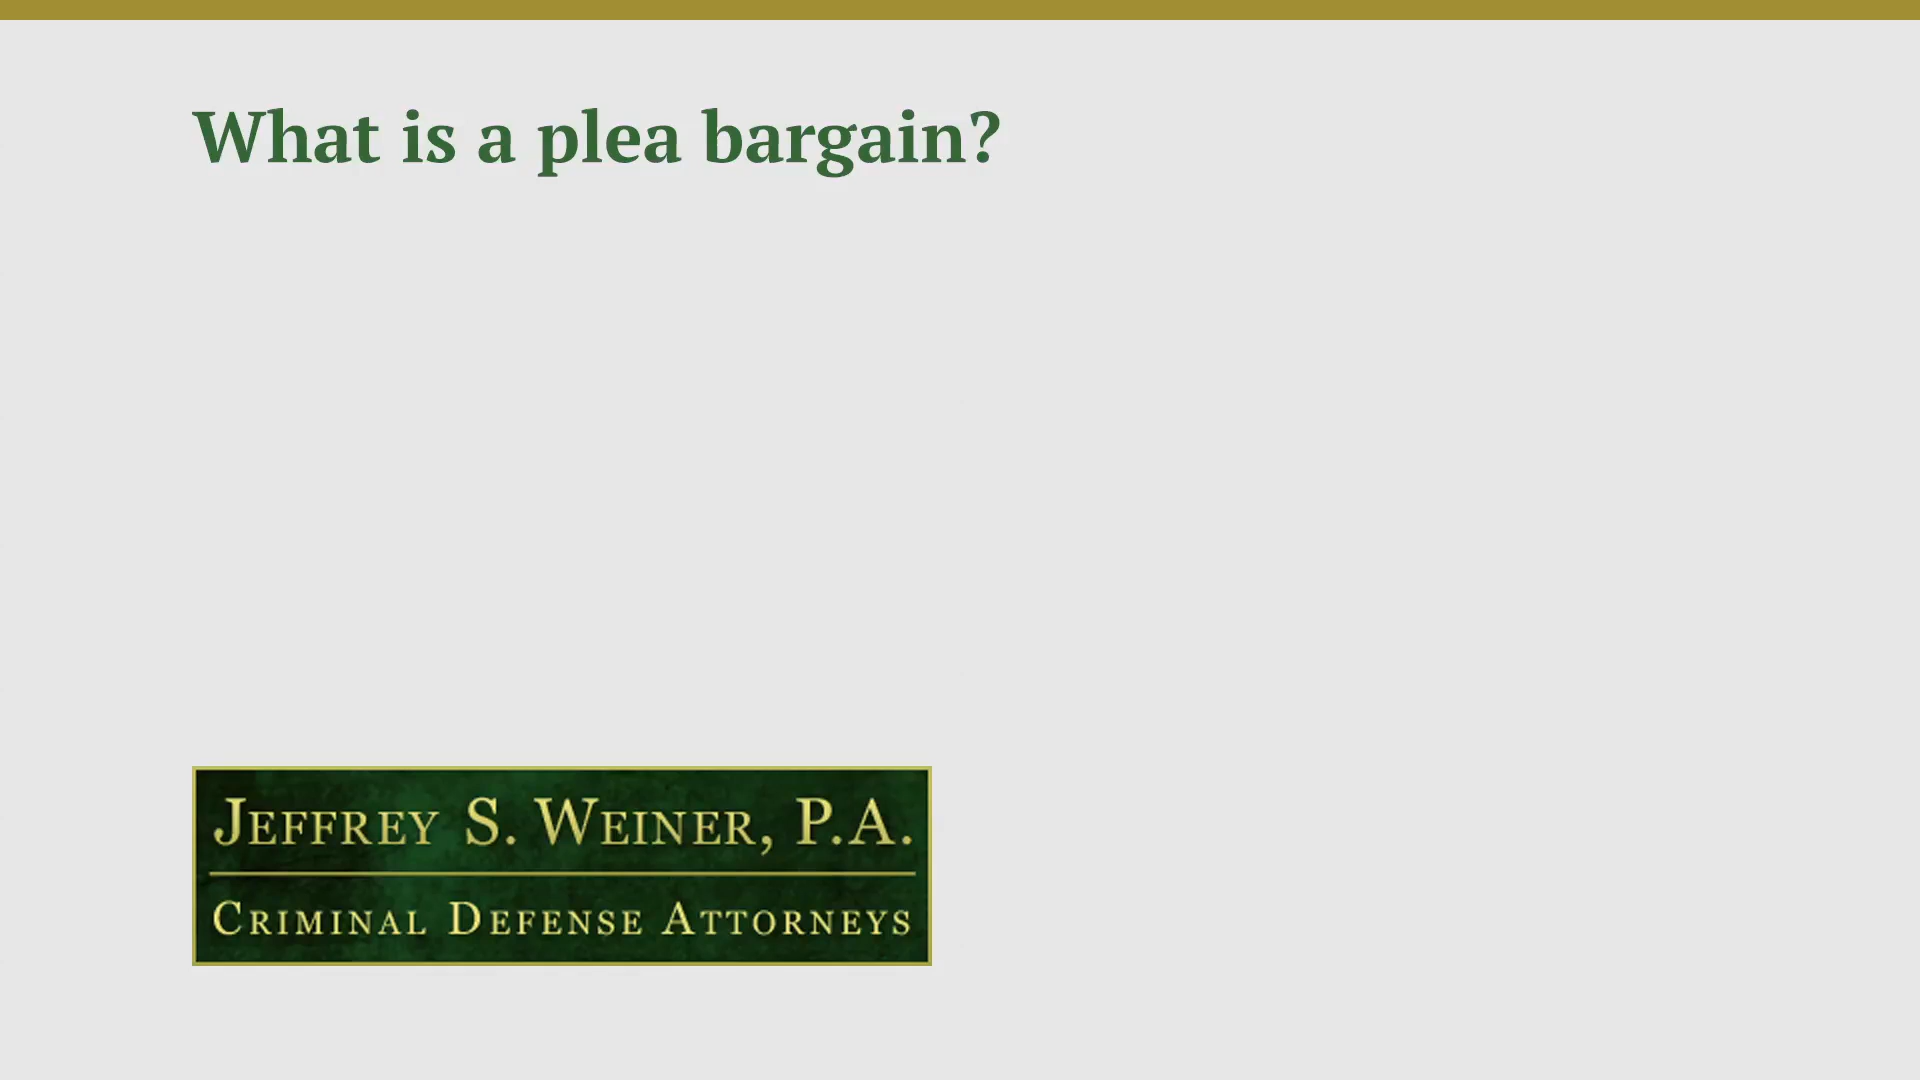 What is a plea bargain?
JEFFREY S. WEINER, P.A.
CRIMINAL DEFENSE ATTORNEYS